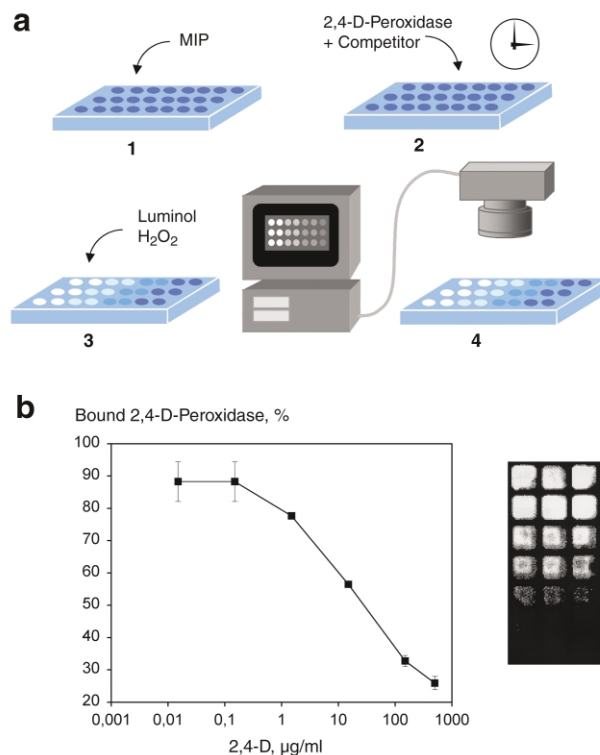 a
MIP
1
2,4-D-Peroxidase
+ Competitor
2
Luminol
H₂O₂
3
4
b
Bound 2,4-D-Peroxidase, %
100
90
80
70
60
50
40
30
20
0,001 0,01 0,1 1 10 100 1000
2,4-D, µg/ml